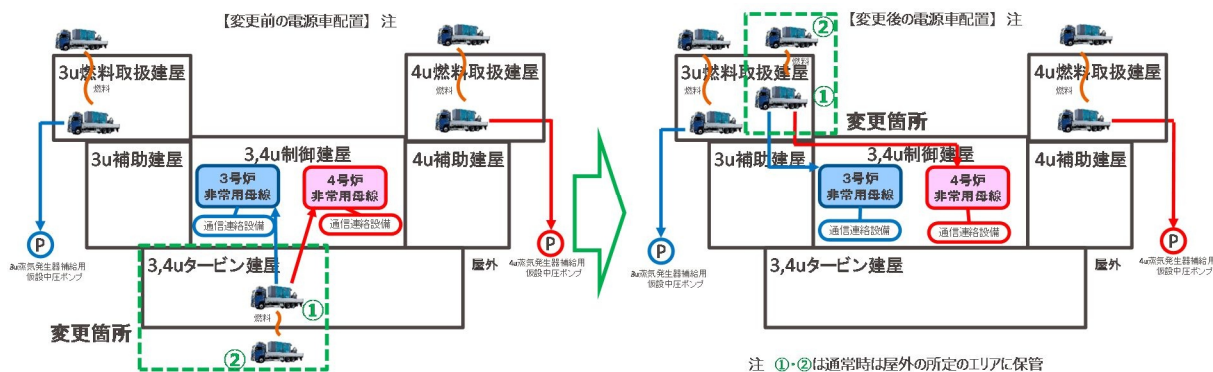 【変更前の電源車配置】 注
3u燃料取扱建屋
燃料
4u燃料取扱建屋
燃料
3u補助建屋
3,4u制御建屋
4u補助建屋
3号炉
非常用母線
4号炉
非常用母線
通信連絡設備
通信連絡設備
P
3u蒸気発生器補給用
仮設中圧ポンプ
P
4u蒸気発生器補給用
仮設中圧ポンプ
3,4uタービン建屋
屋外
①
燃料
変更箇所
②
【変更後の電源車配置】 注
②
3u燃料取扱建屋
燃料
燃料
①
4u燃料取扱建屋
燃料
変更箇所
3u補助建屋
3,4u制御建屋
4u補助建屋
3号炉
非常用母線
4号炉
非常用母線
通信連絡設備
通信連絡設備
P
3u蒸気発生器補給用
仮設中圧ポンプ
P
4u蒸気発生器補給用
仮設中圧ポンプ
3,4uタービン建屋
屋外
注 ①・②は通常時は屋外の所定のエリアに保管